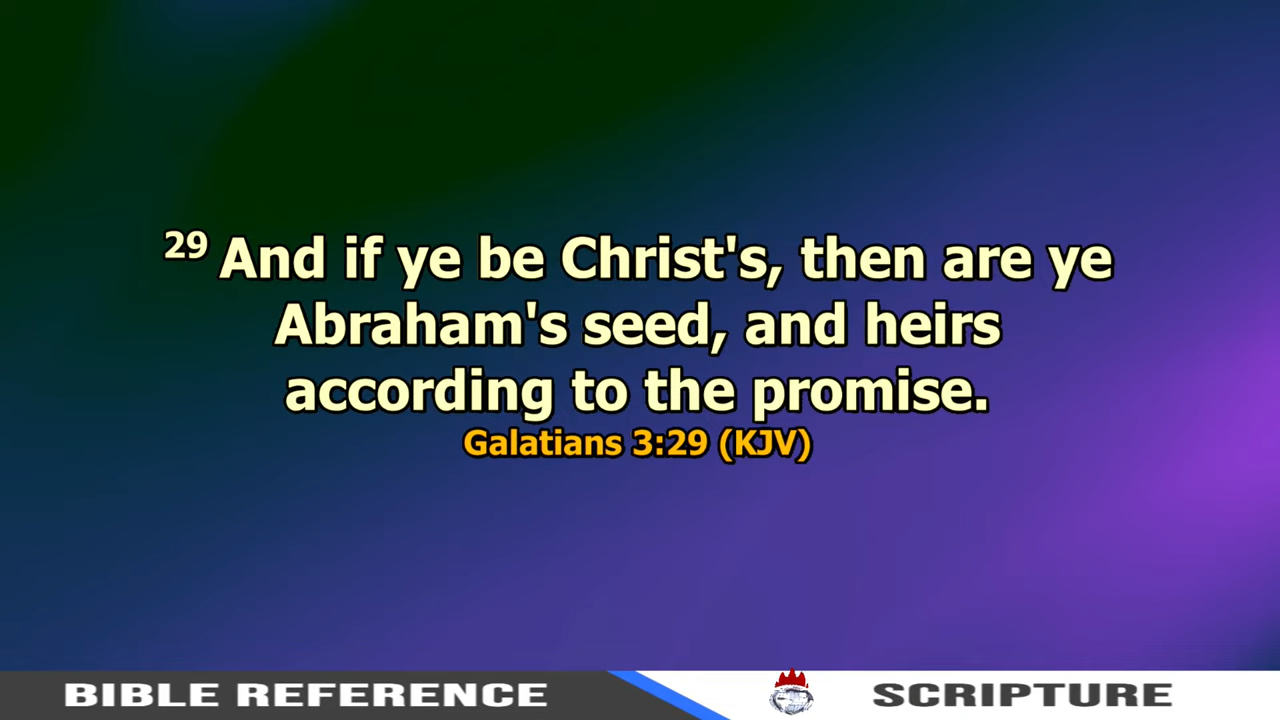 29 And if ye be Christ's, then are ye
Abraham's seed, and heirs
according to the promise.
Galatians 3:29 (KJV)
BIBLE REFERENCE
SCRIPTURE